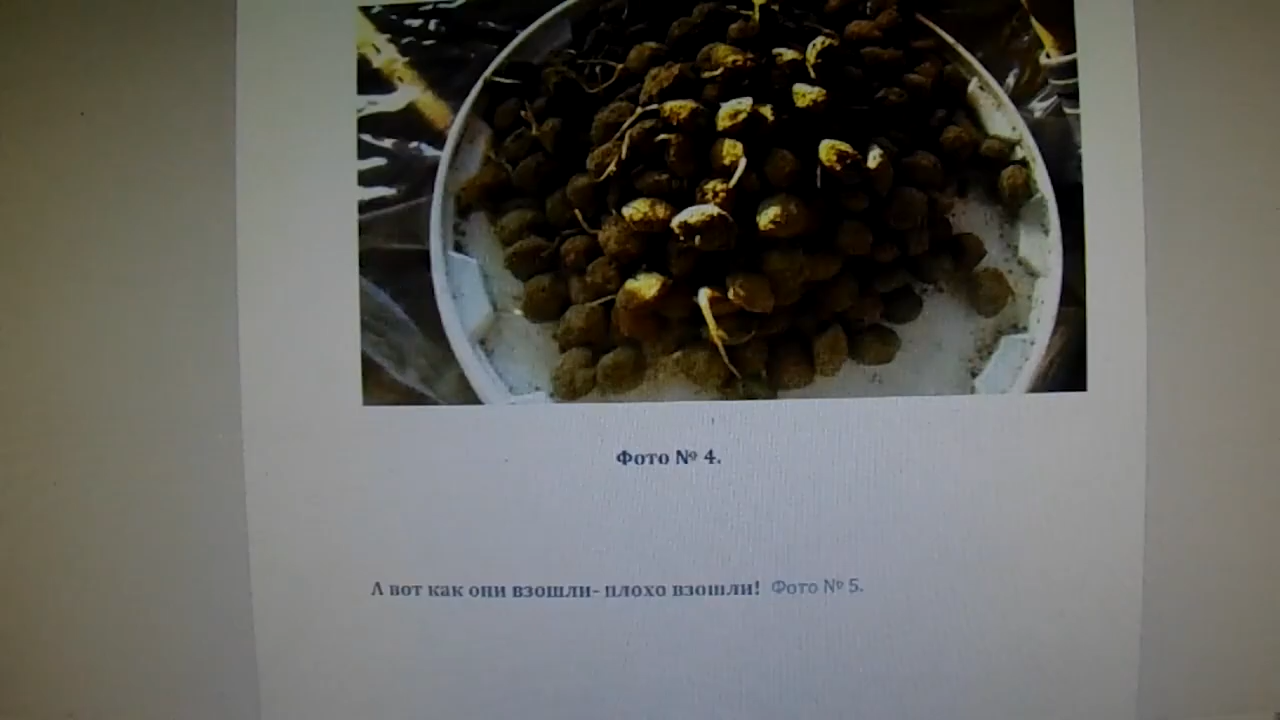 Фото № 4.
А вот как они взошли- плохо взошли! Фото № 5.